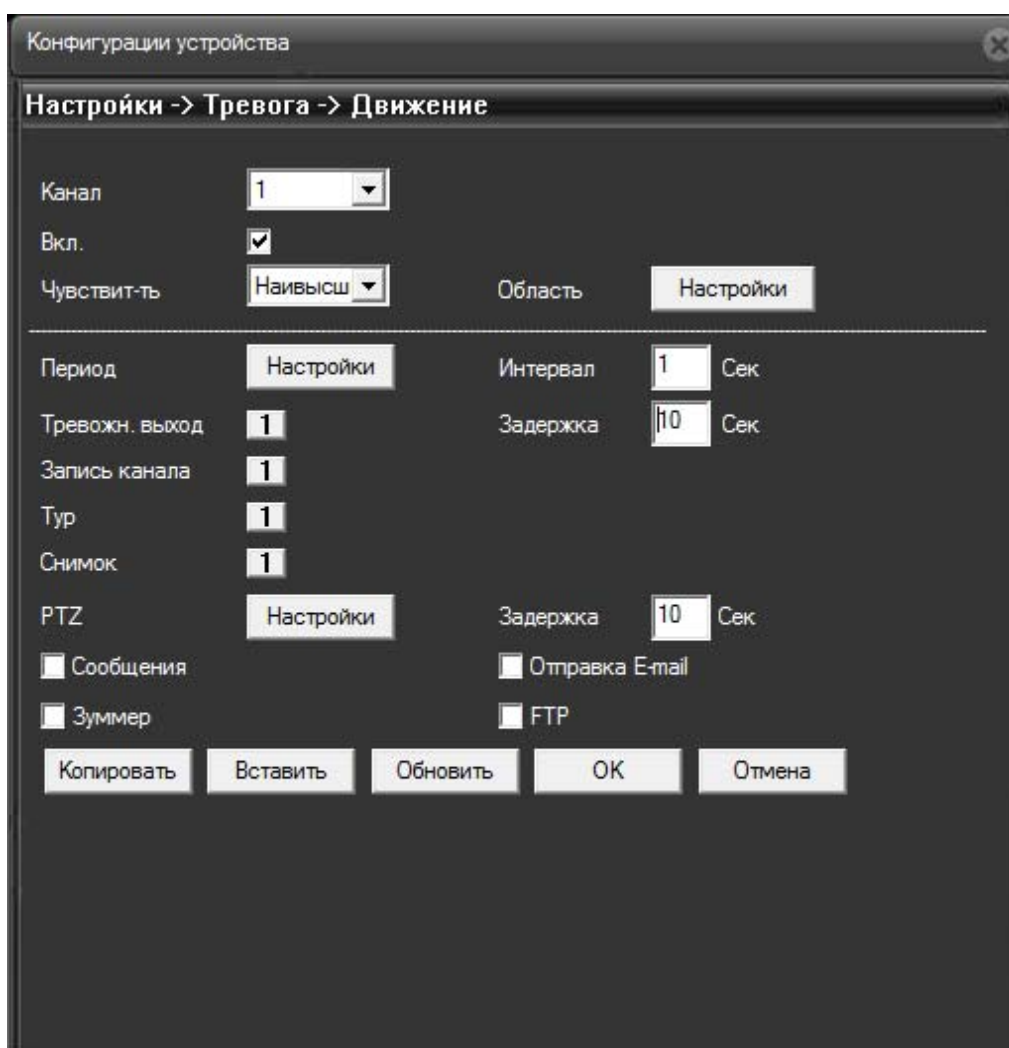 Конфигурации устройства
Настройки -> Тревога -> Движение
Канал 1
Вкл.
Чувствит-ть Наивысш Область Настройки
Период Настройки Интервал 1 Сек
Тревожн. выход 1 Задержка 10 Сек
Запись канала 1
Тур 1
Снимок 1
PTZ Настройки Задержка 10 Сек
Сообщения Отправка E-mail
Зуммер FTP
Копировать Вставить Обновить OK Отмена